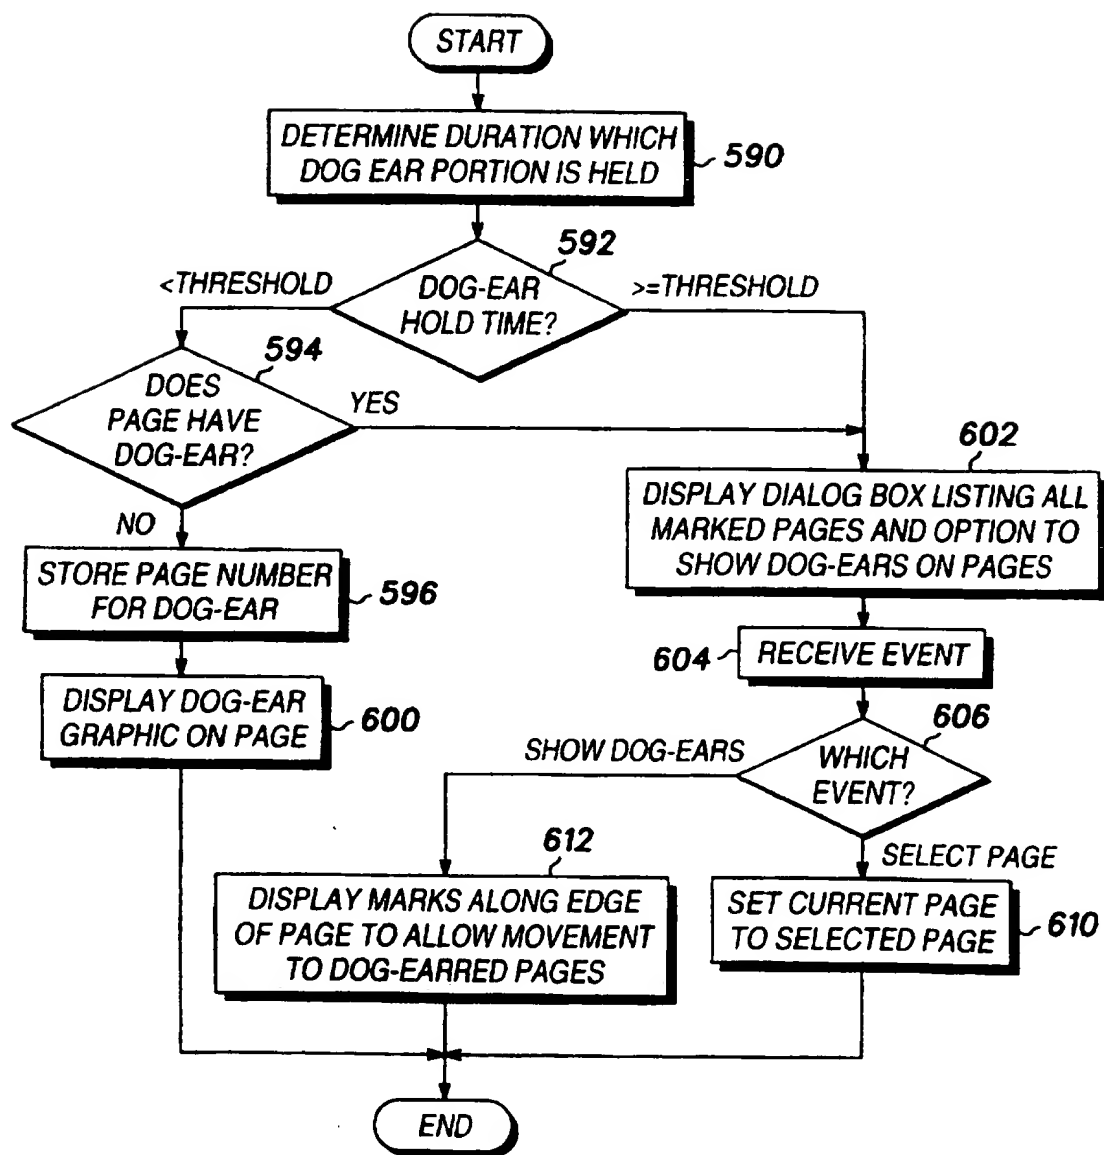 START
DETERMINE DURATION WHICH
DOG EAR PORTION IS HELD
590
592
<THRESHOLD
DOG-EAR
HOLD TIME?
>=THRESHOLD
594
DOES
PAGE HAVE
DOG-EAR?
YES
NO
602
DISPLAY DIALOG BOX LISTING ALL
MARKED PAGES AND OPTION TO
SHOW DOG-EARS ON PAGES
STORE PAGE NUMBER
FOR DOG-EAR
596
604
RECEIVE EVENT
DISPLAY DOG-EAR
GRAPHIC ON PAGE
600
606
SHOW DOG-EARS
WHICH
EVENT?
SELECT PAGE
612
DISPLAY MARKS ALONG EDGE
OF PAGE TO ALLOW MOVEMENT
TO DOG-EARRED PAGES
SET CURRENT PAGE
TO SELECTED PAGE
610
END